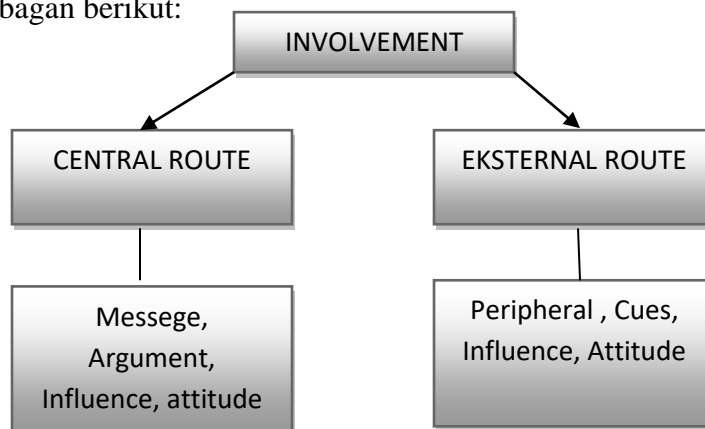 bagan berikut:
INVOLVEMENT
CENTRAL ROUTE
EKSTERNAL ROUTE
Messege,
Argument,
Influence, attitude
Peripheral , Cues,
Influence, Attitude